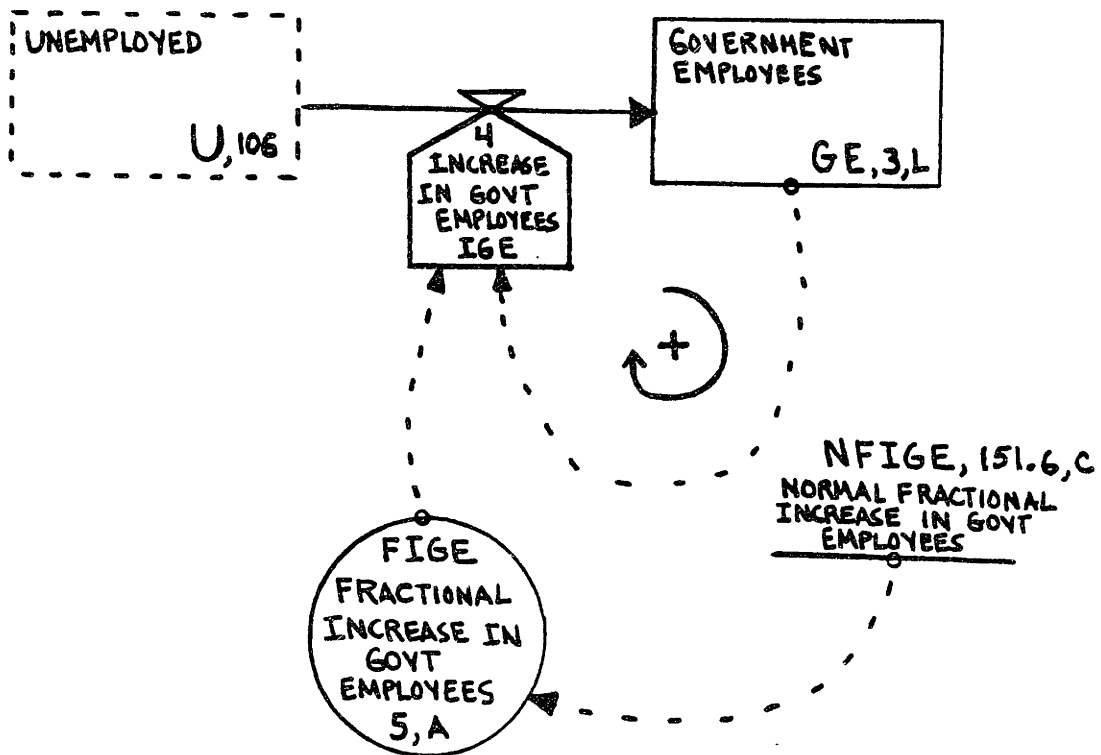 UNEMPLOYED
U, 106
GOVERNMENT
EMPLOYEES
GE, 3, L
4
INCREASE
IN GOVT
EMPLOYEES
IGE
+
NFIGE, 151.6, C
NORMAL FRACTIONAL
INCREASE IN GOVT
EMPLOYEES
FIGE
FRACTIONAL
INCREASE IN
GOVT
EMPLOYEES
5, A